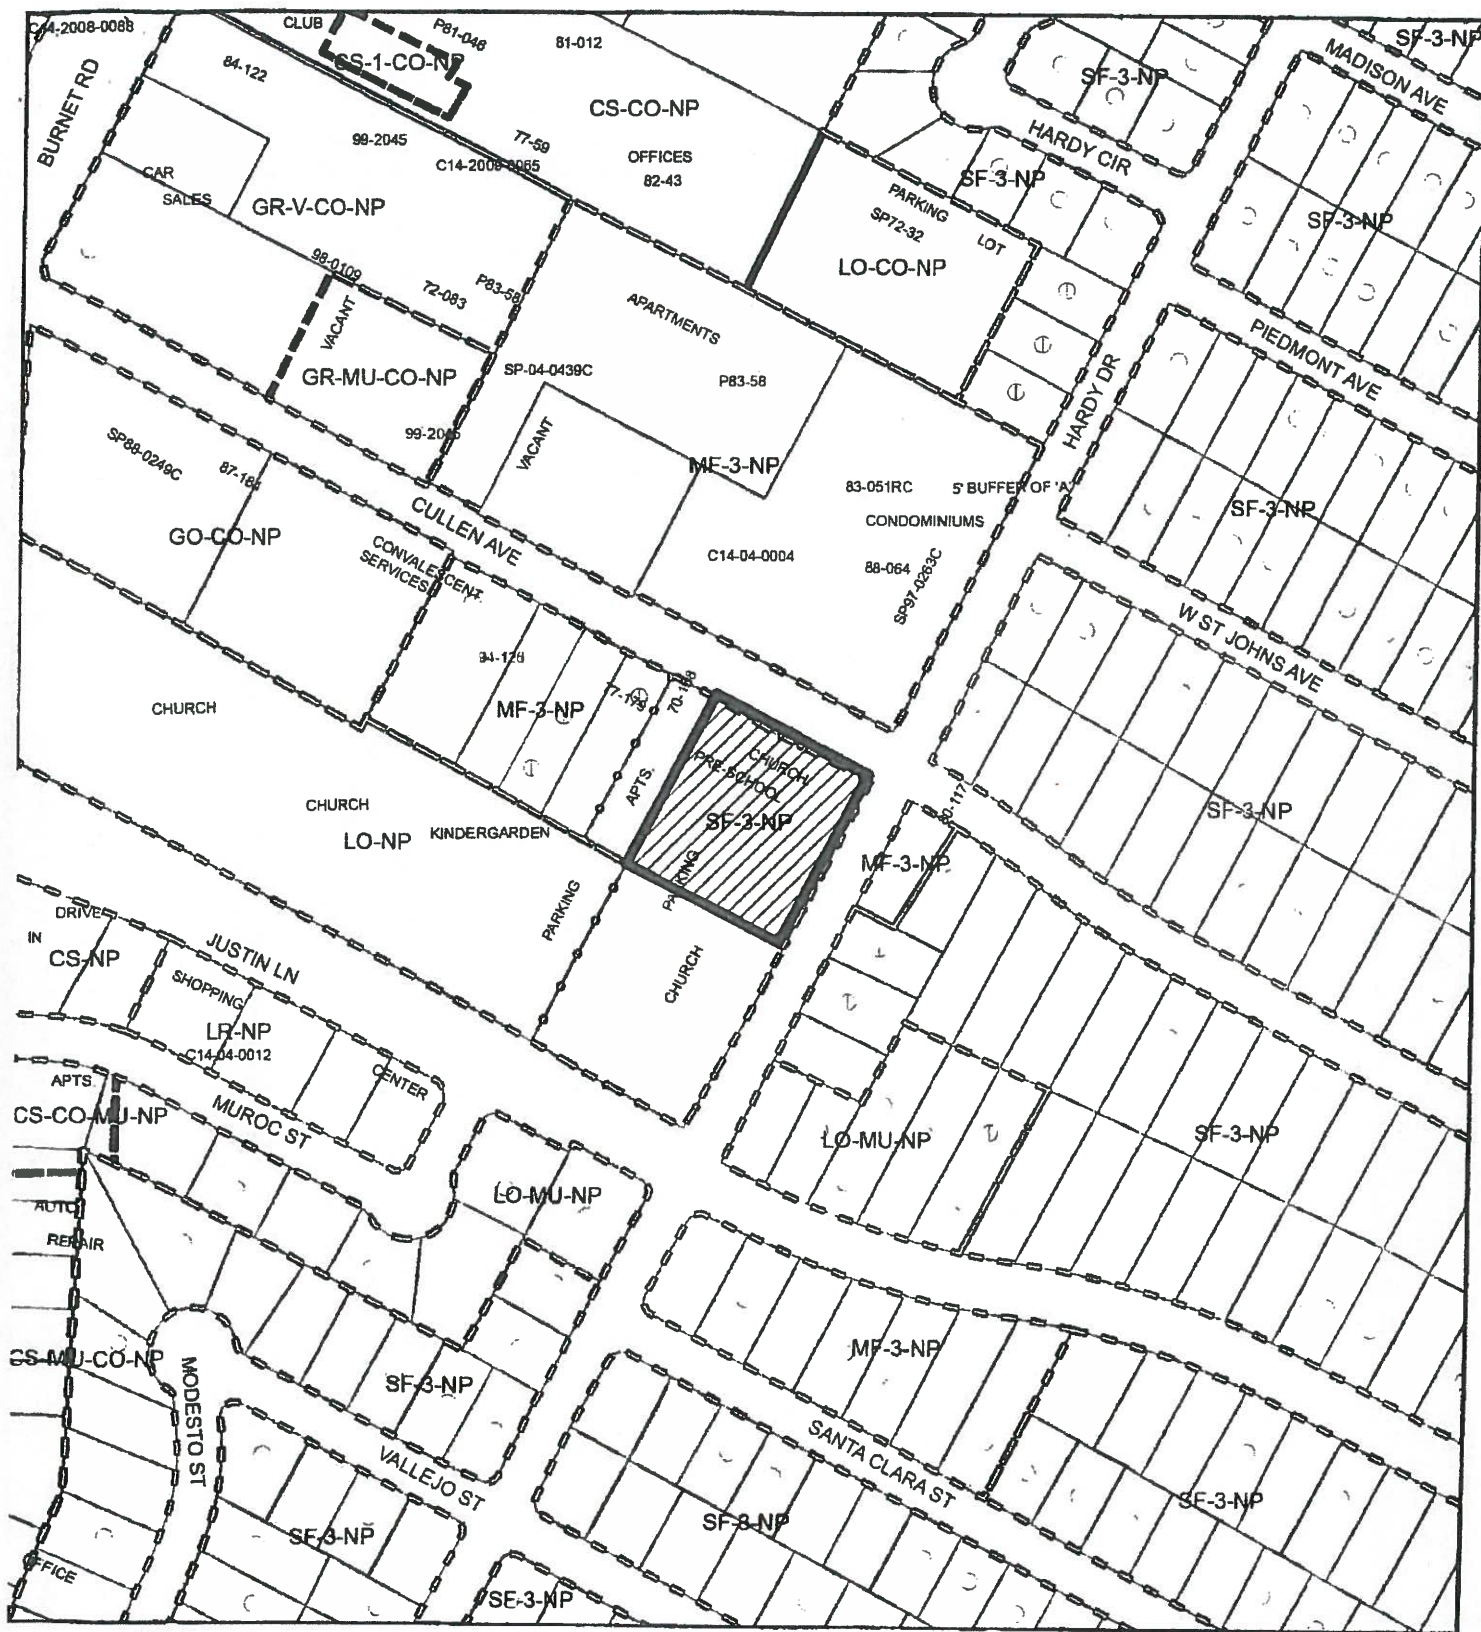 C14-2008-0088
CLUB
P81-046
81-012
SF-3-NP
MADISON AVE
BURNET RD
84-122
CS-1-CO-NP
CS-CO-NP
SF-3-NP
HARDY CIR
99-2045
77-59
C14-2008-0065
OFFICES
82-43
CAR
SALES
GR-V-CO-NP
SF-3-NP
PARKING
LOT
SP72-32
LO-CO-NP
SF-3-NP
98-0109
72-083
P83-58
VACANT
GR-MU-CO-NP
APARTMENTS
PIEDMONT AVE
HARDY DR
SP-04-0439C
P83-58
99-2045
VACANT
MF-3-NP
SP88-0249C
GO-CO-NP
CULLEN AVE
83-051RC
5' BUFFER OF 'A'
CONDOMINIUMS
SF-3-NP
CONVALESCENT
SERVICES
C14-04-0004
88-064
SP97-0263C
W ST JOHNS AVE
CHURCH
MF-3-NP
APTS.
CHURCH
PRE-SCHOOL
SF-3-NP
PARKING
SF-3-NP
MF-3-NP
CHURCH
LO-NP
KINDERGARDEN
PARKING
CHURCH
DRIVE
IN
CS-NP
JUSTIN LN
SHOPPING
LR-NP
C14-04-0012
CENTER
APTS.
CS-CO-MU-NP
MUROC ST
LO-MU-NP
SF-3-NP
LO-MU-NP
AUTO
REPAIR
CS-MU-CO-NP
MODESTO ST
SF-3-NP
MF-3-NP
VALLEJO ST
SANTA CLARA ST
SF-3-NP
SF-3-NP
SF-3-NP
OFFICE
SF-3-NP